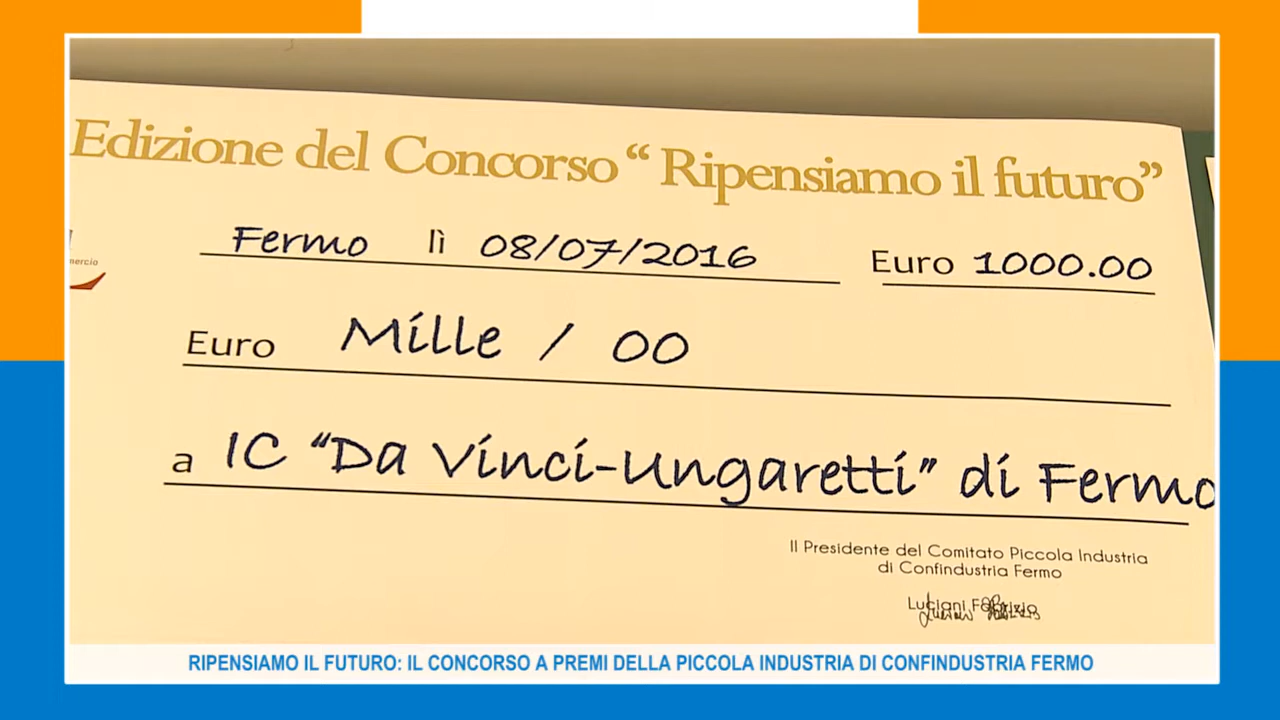 Edizione del Concorso “ Ripensiamo il futuro”
Fermo lì 08/07/2016 Euro 1000.00
Euro Mille / 00
a IC “Da Vinci-Ungaretti” di Fermo
Il Presidente del Comitato Piccola Industria
di Confindustria Fermo
Luciani Fabrizio
RIPENSIAMO IL FUTURO: IL CONCORSO A PREMI DELLA PICCOLA INDUSTRIA DI CONFINDUSTRIA FERMO